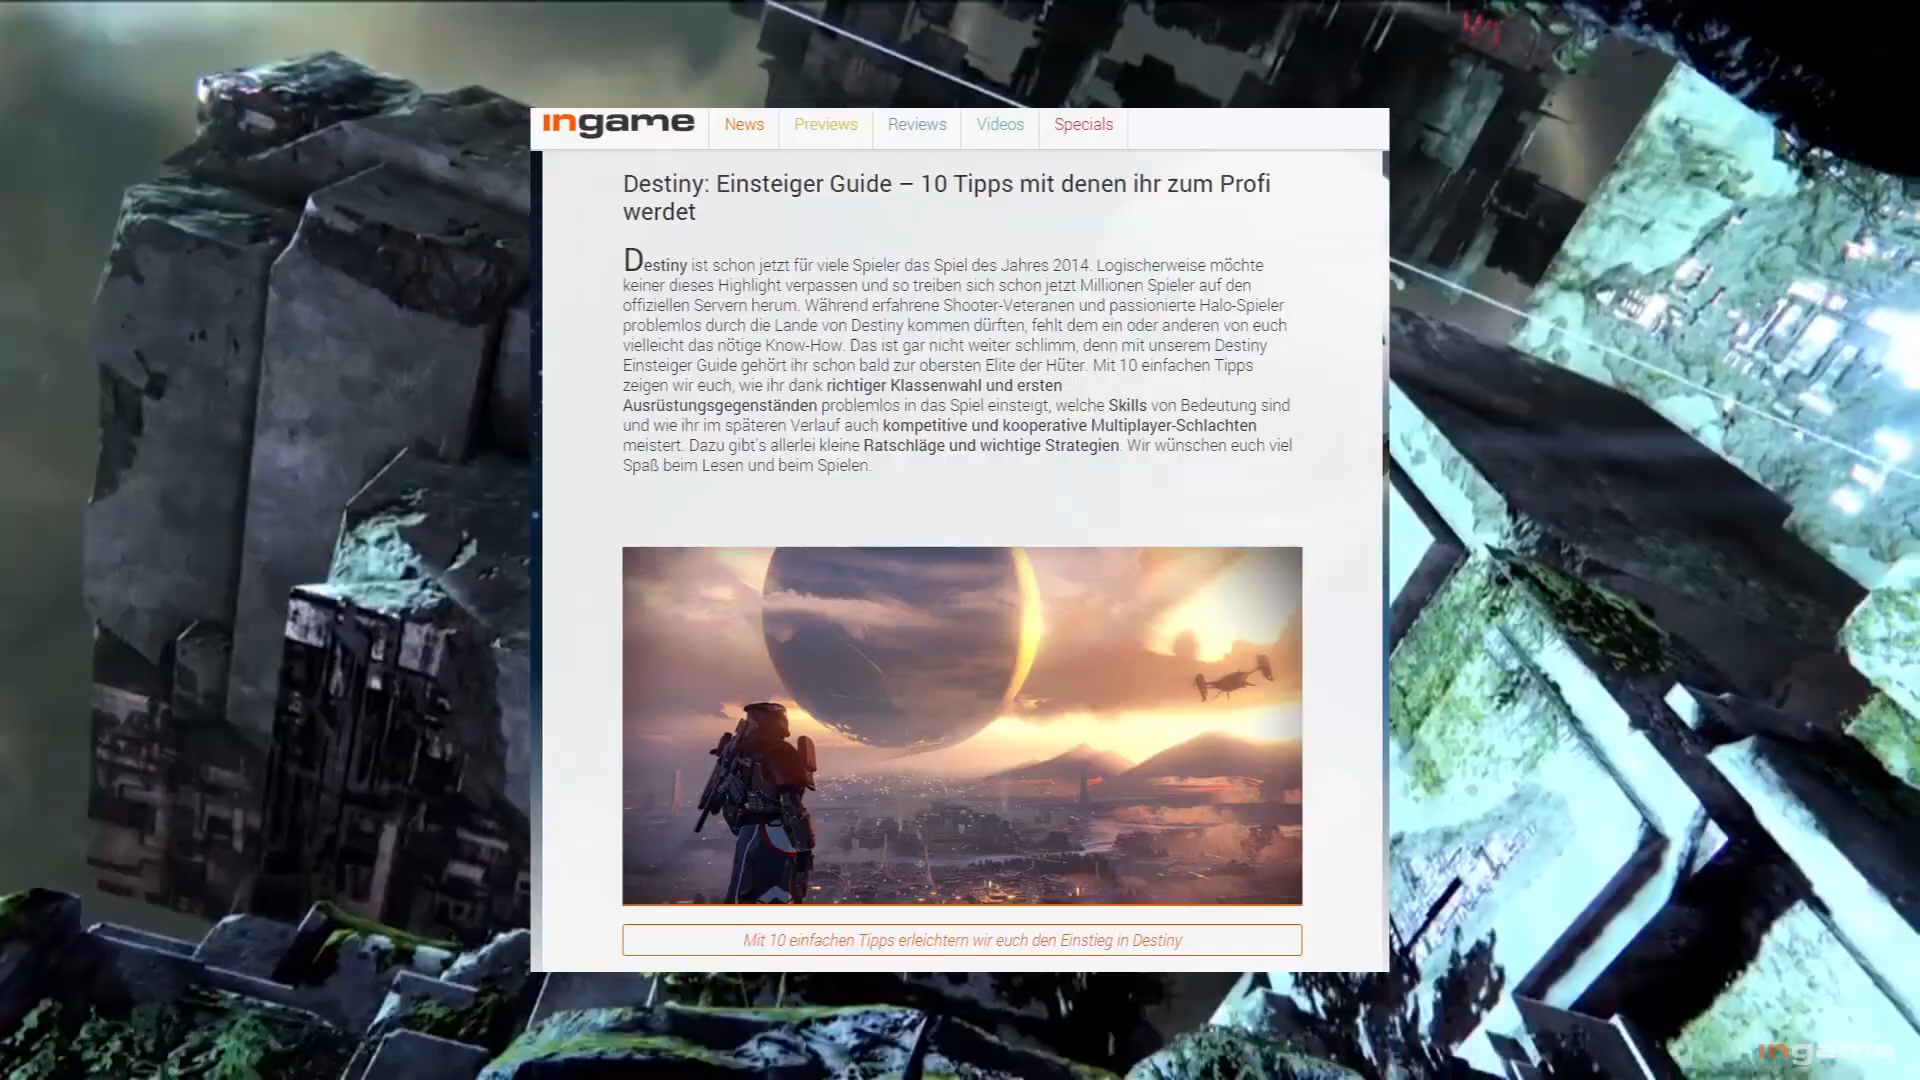 ingame
News
Previews
Reviews
Videos
Specials
Destiny: Einsteiger Guide – 10 Tipps mit denen ihr zum Profi
werdet
Destiny ist schon jetzt für viele Spieler das Spiel des Jahres 2014. Logischerweise möchte
keiner dieses Highlight verpassen und so treiben sich schon jetzt Millionen Spieler auf den
offiziellen Servern herum. Während erfahrene Shooter-Veteranen und passionierte Halo-Spieler
problemlos durch die Lande von Destiny kommen dürften, fehlt dem ein oder anderen von euch
vielleicht das nötige Know-How. Das ist gar nicht weiter schlimm, denn mit unserem Destiny
Einsteiger Guide gehört ihr schon bald zur obersten Elite der Hüter. Mit 10 einfachen Tipps
zeigen wir euch, wie ihr dank richtiger Klassenwahl und ersten
Ausrüstungsgegenständen problemlos in das Spiel einsteigt, welche Skills von Bedeutung sind
und wie ihr im späteren Verlauf auch kompetitive und kooperative Multiplayer-Schlachten
meistert. Dazu gibt's allerlei kleine Ratschläge und wichtige Strategien. Wir wünschen euch viel
Spaß beim Lesen und beim Spielen.
Mit 10 einfachen Tipps erleichtern wir euch den Einstieg in Destiny
ingame